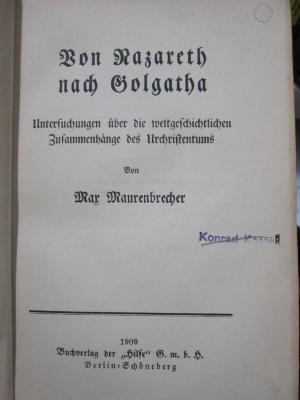 Von Nazareth
nach Golgatha
Untersuchungen über die weltgeschichtlichen
Zusammenhänge des Urchristentums
Von
Max Maurenbrecher
Konrad
1909
Buchverlag der „Hilfe“ G. m. b. H.
Berlin-Schöneberg